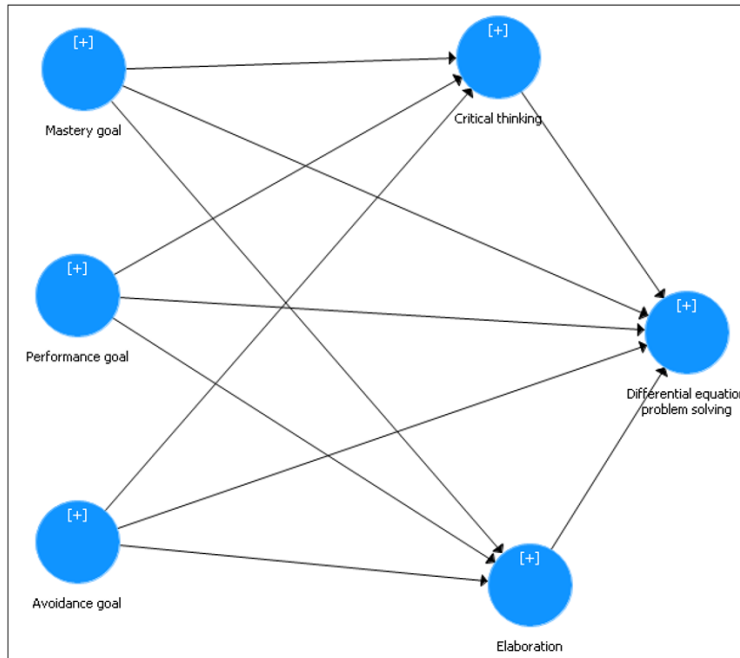 [+]
Mastery goal
[+]
Critical thinking
[+]
Performance goal
[+]
Differential equation
problem solving
[+]
Avoidance goal
[+]
Elaboration